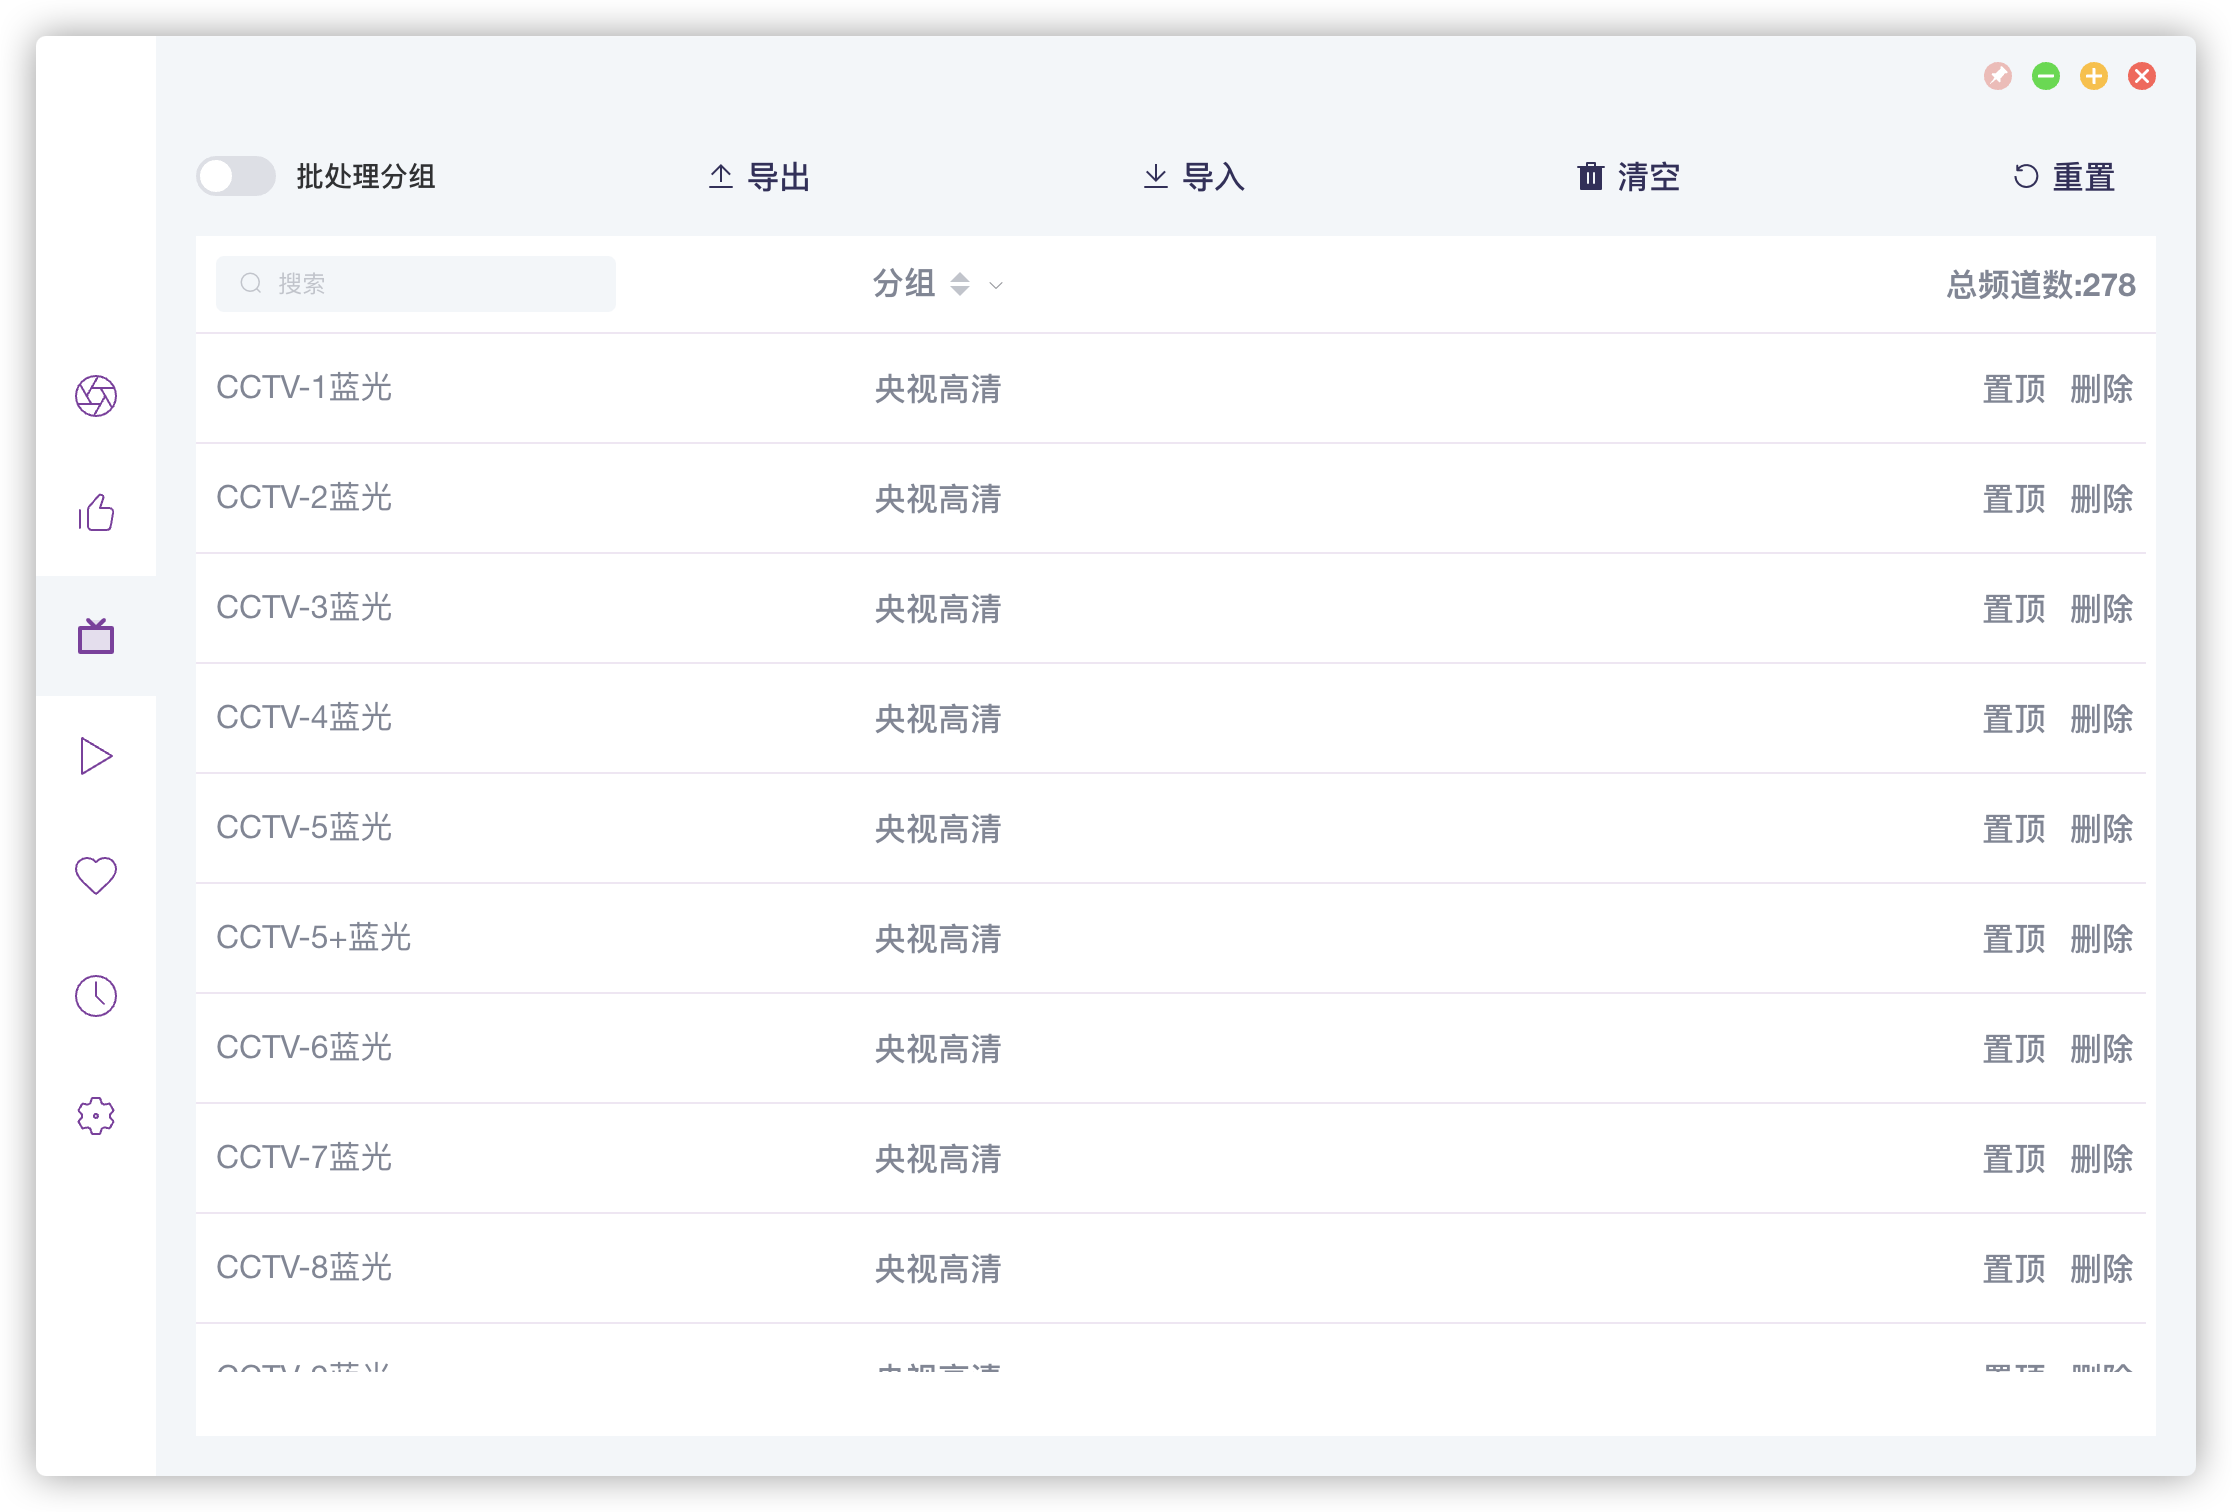 批处理分组 导出 导入 清空 重置
搜索 分组 总频道数:278
CCTV-1蓝光 央视高清 置顶 删除
CCTV-2蓝光 央视高清 置顶 删除
CCTV-3蓝光 央视高清 置顶 删除
CCTV-4蓝光 央视高清 置顶 删除
CCTV-5蓝光 央视高清 置顶 删除
CCTV-5+蓝光 央视高清 置顶 删除
CCTV-6蓝光 央视高清 置顶 删除
CCTV-7蓝光 央视高清 置顶 删除
CCTV-8蓝光 央视高清 置顶 删除